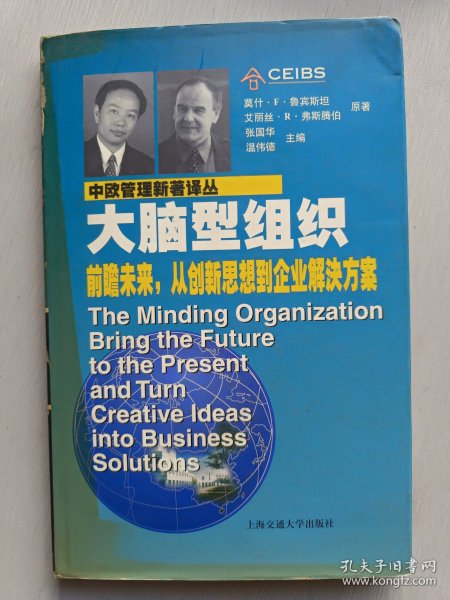 CEIBS
莫什·F·鲁宾斯坦
艾丽丝·R·弗斯腾伯
原著
张国华
温伟德
主编
中欧管理新著译丛
大脑型组织
前瞻未来，从创新思想到企业解决方案
The Minding Organization
Bring the Future
to the Present
and Turn
Creative Ideas
into Business
Solutions
上海交通大学出版社
孔夫子旧书网
www.kongfz.com